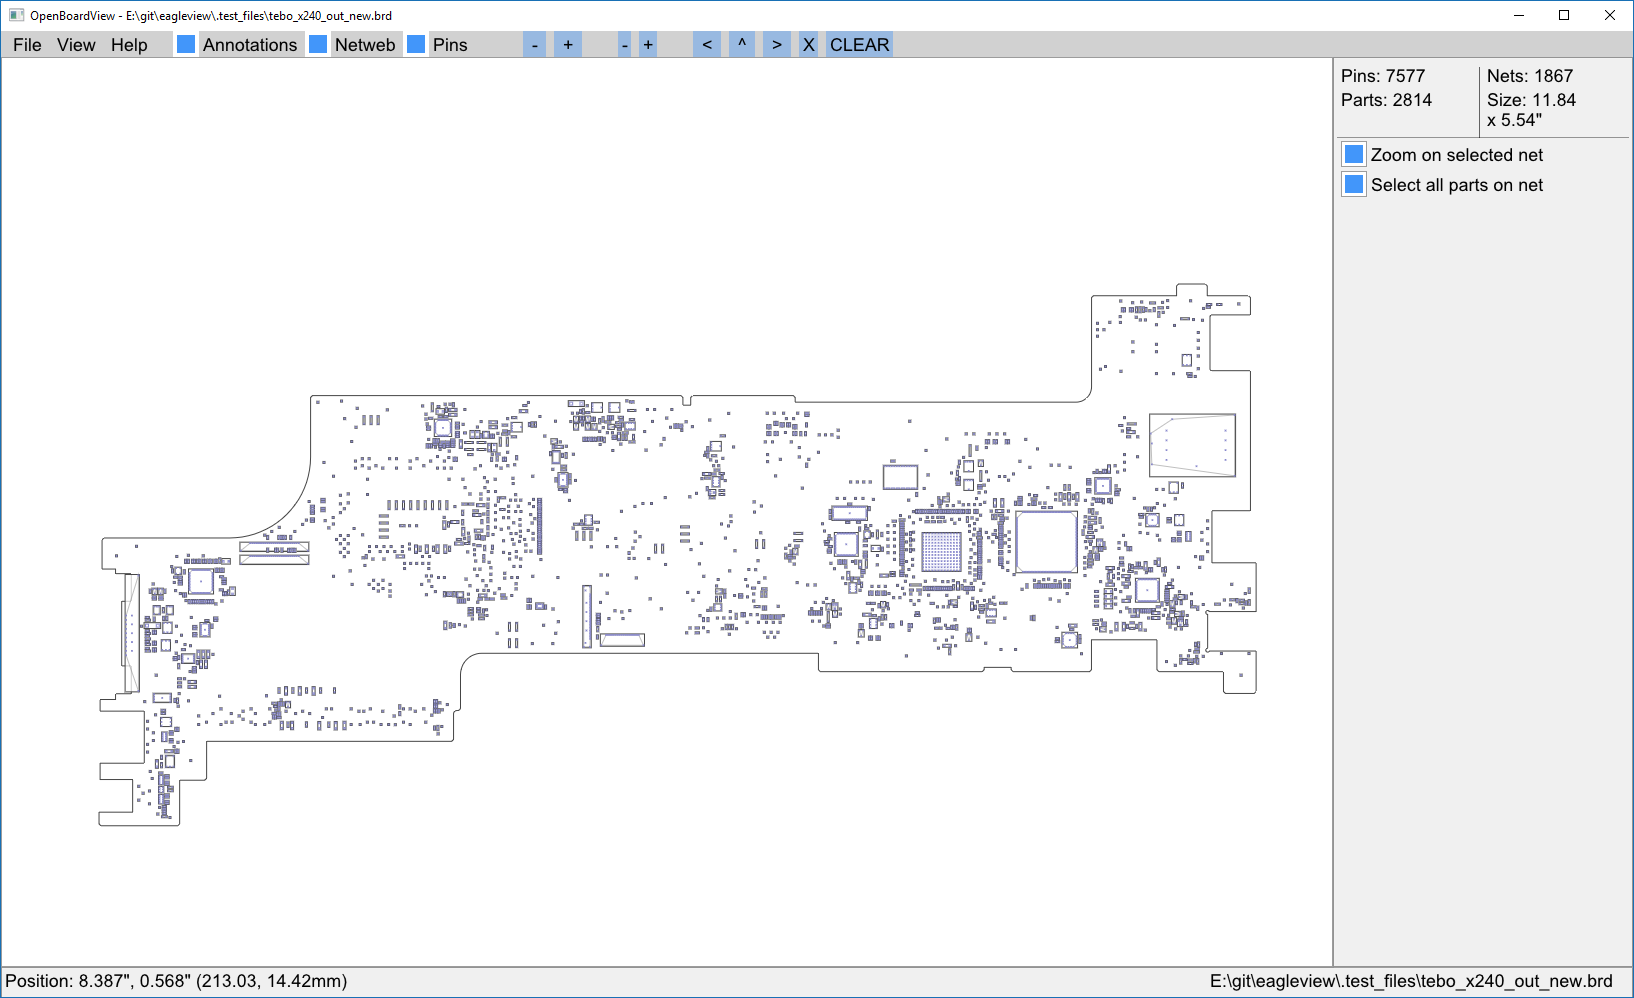 OpenBoardView - E:\git\eagleview\.test_files\tebo_x240_out_new.brd
File View Help Annotations Netweb Pins - + - + < ^ > X CLEAR
Pins: 7577 Nets: 1867
Parts: 2814 Size: 11.84
x 5.54"
Zoom on selected net
Select all parts on net
Position: 8.387", 0.568" (213.03, 14.42mm) E:\git\eagleview\.test_files\tebo_x240_out_new.brd